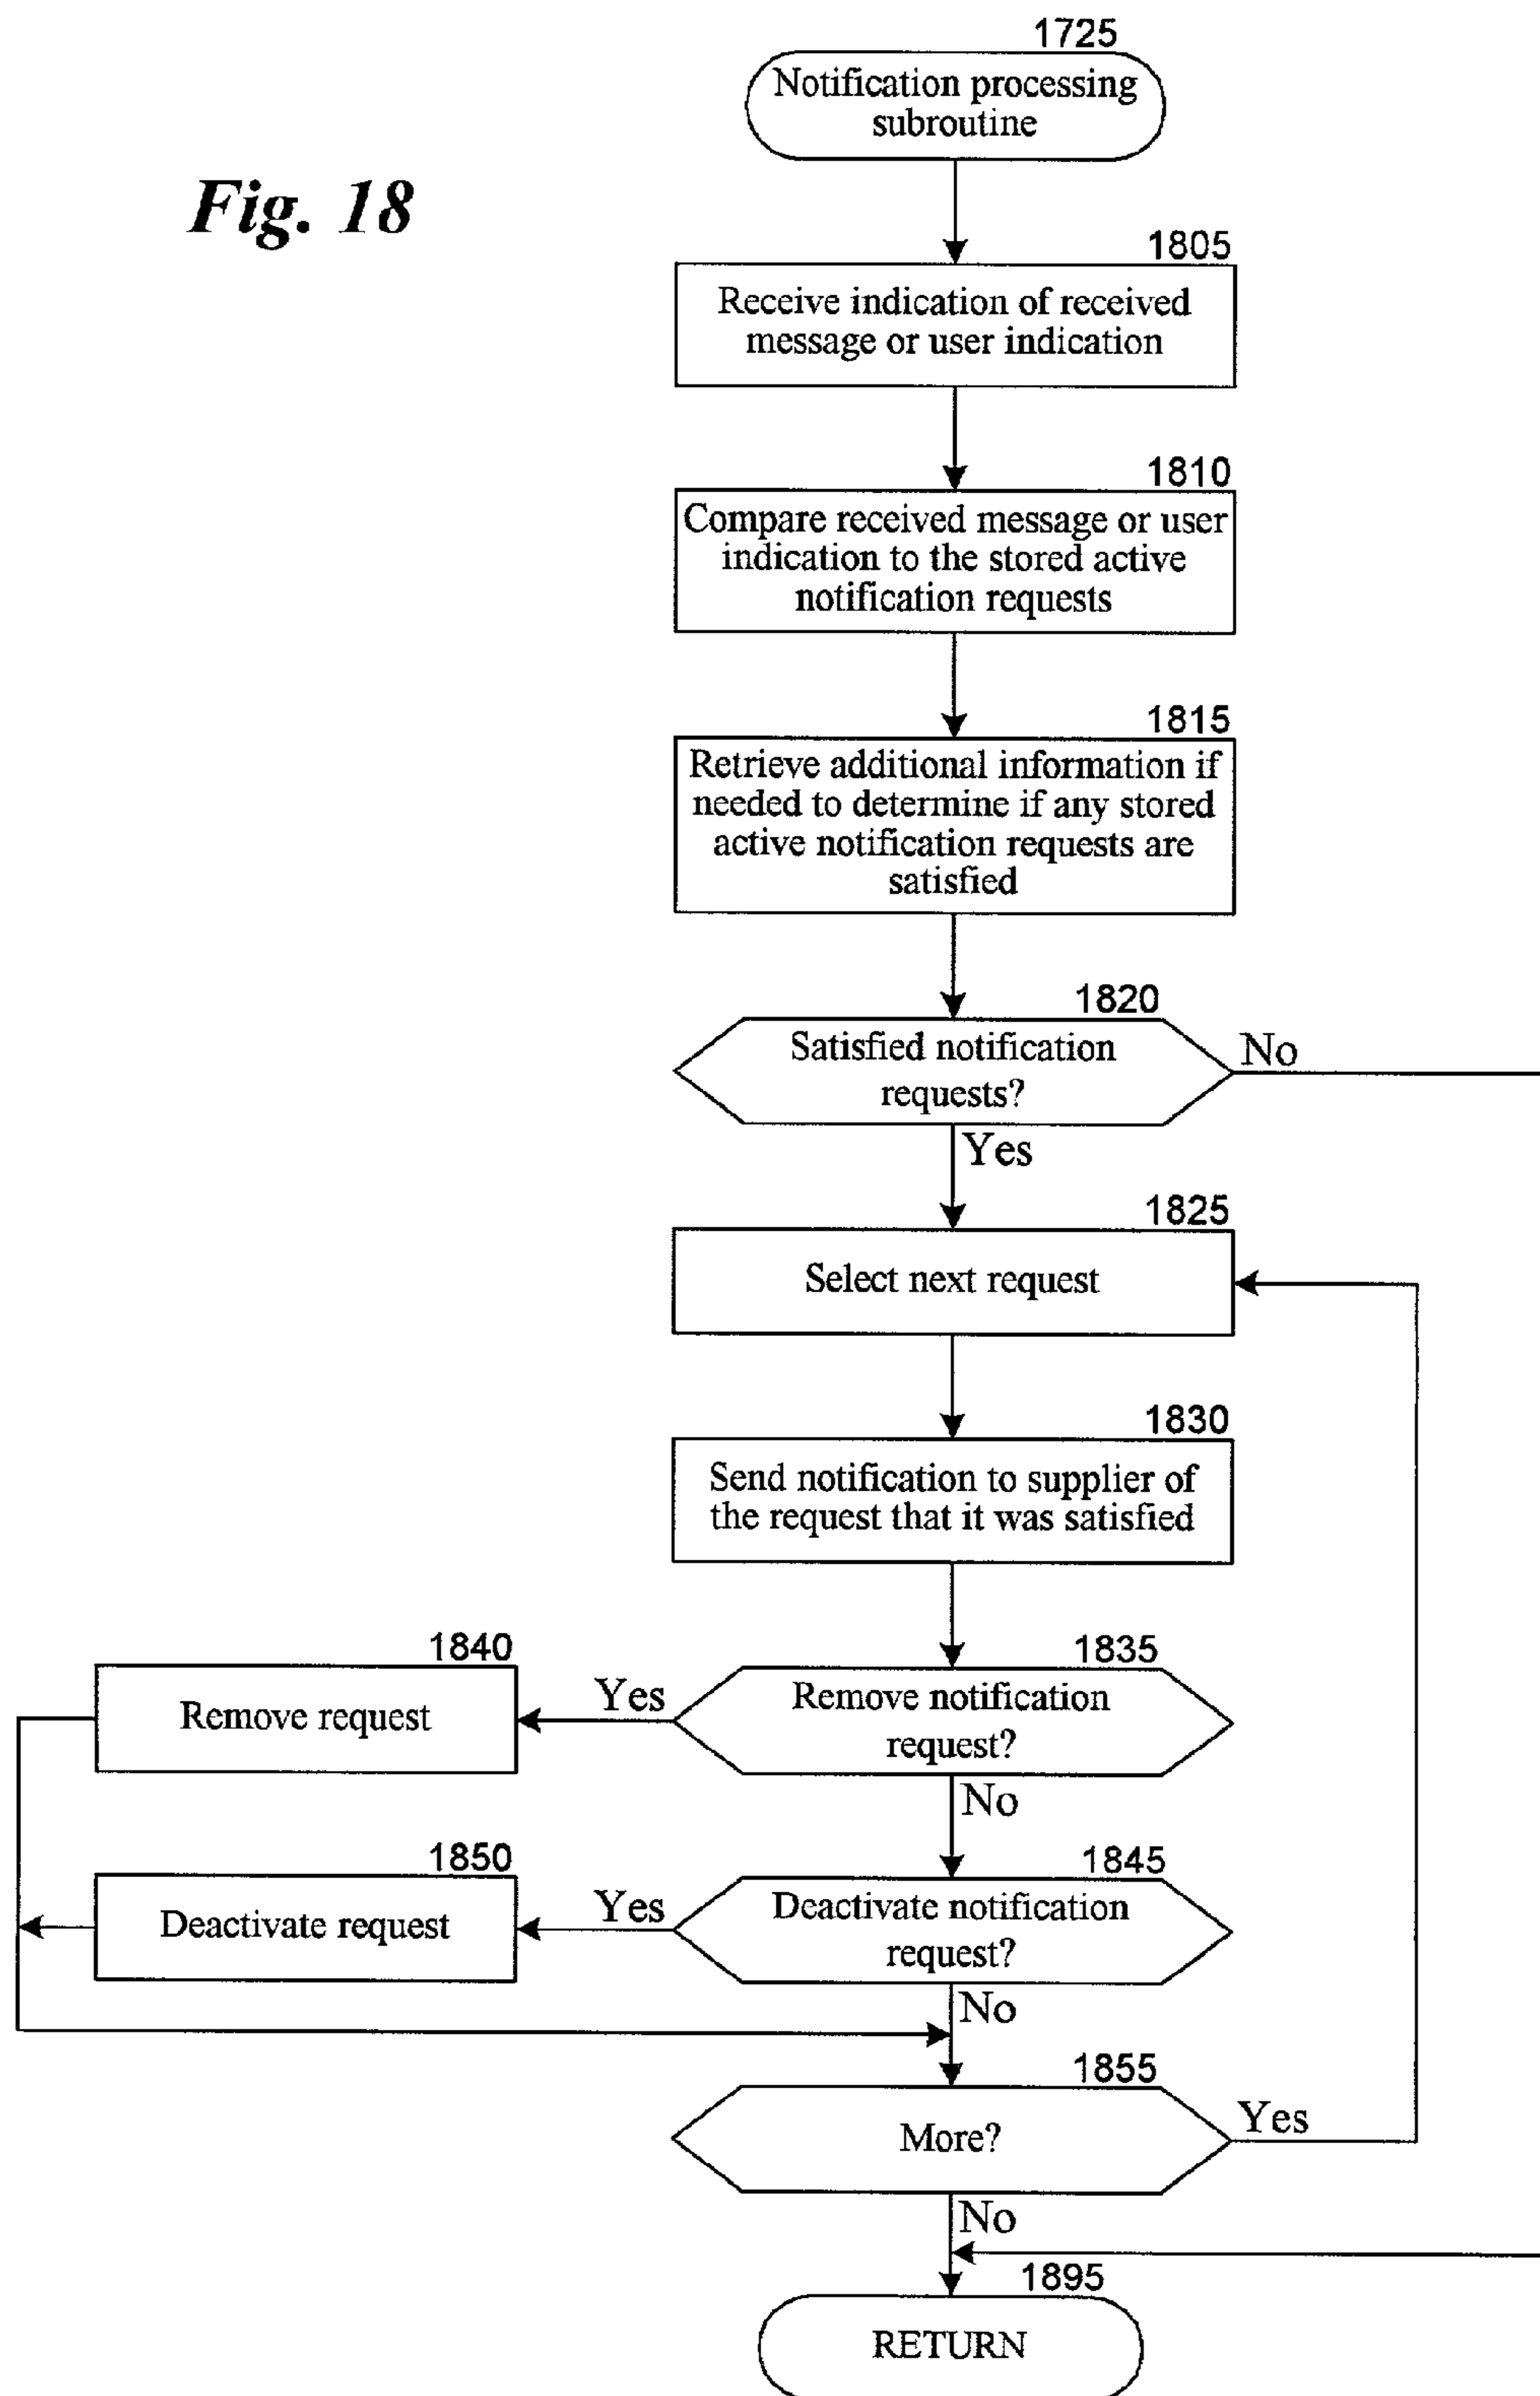 1725
Notification processing
subroutine
Fig. 18
1805
Receive indication of received
message or user indication
1810
Compare received message or user
indication to the stored active
notification requests
1815
Retrieve additional information if
needed to determine if any stored
active notification requests are
satisfied
1820
Satisfied notification
requests?
No
Yes
1825
Select next request
1830
Send notification to supplier of
the request that it was satisfied
1840
Remove request
Yes
1835
Remove notification
request?
No
1850
Deactivate request
Yes
1845
Deactivate notification
request?
No
1855
More?
Yes
No
1895
RETURN